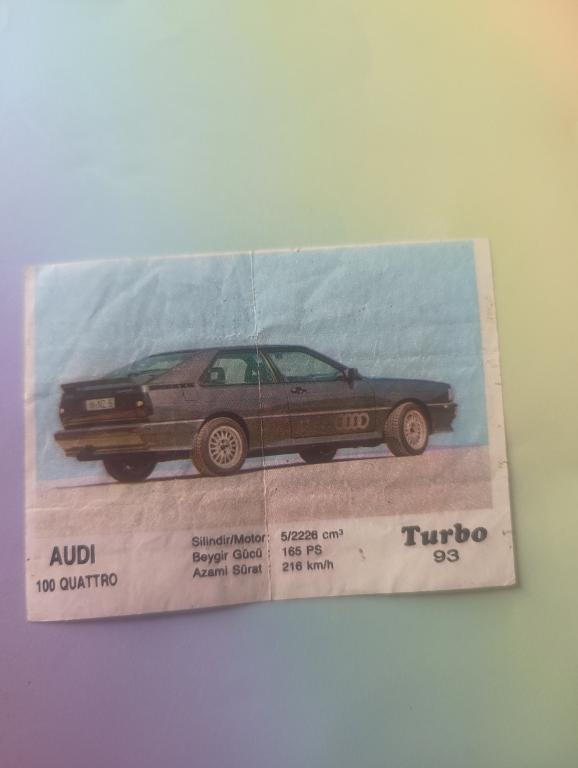 AUDI
100 QUATTRO
Silindir/Motor : 5/2226 cm³
Beygir Gücü : 165 PS
Azami Sürat : 216 km/h
Turbo
93